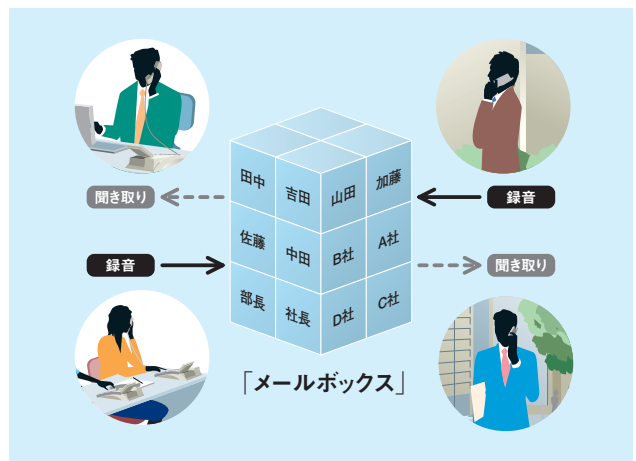 田中 吉田 山田 加藤
聞き取り
録音
佐藤 中田 B社 A社
録音
聞き取り
部長 社長 D社 C社
「メールボックス」